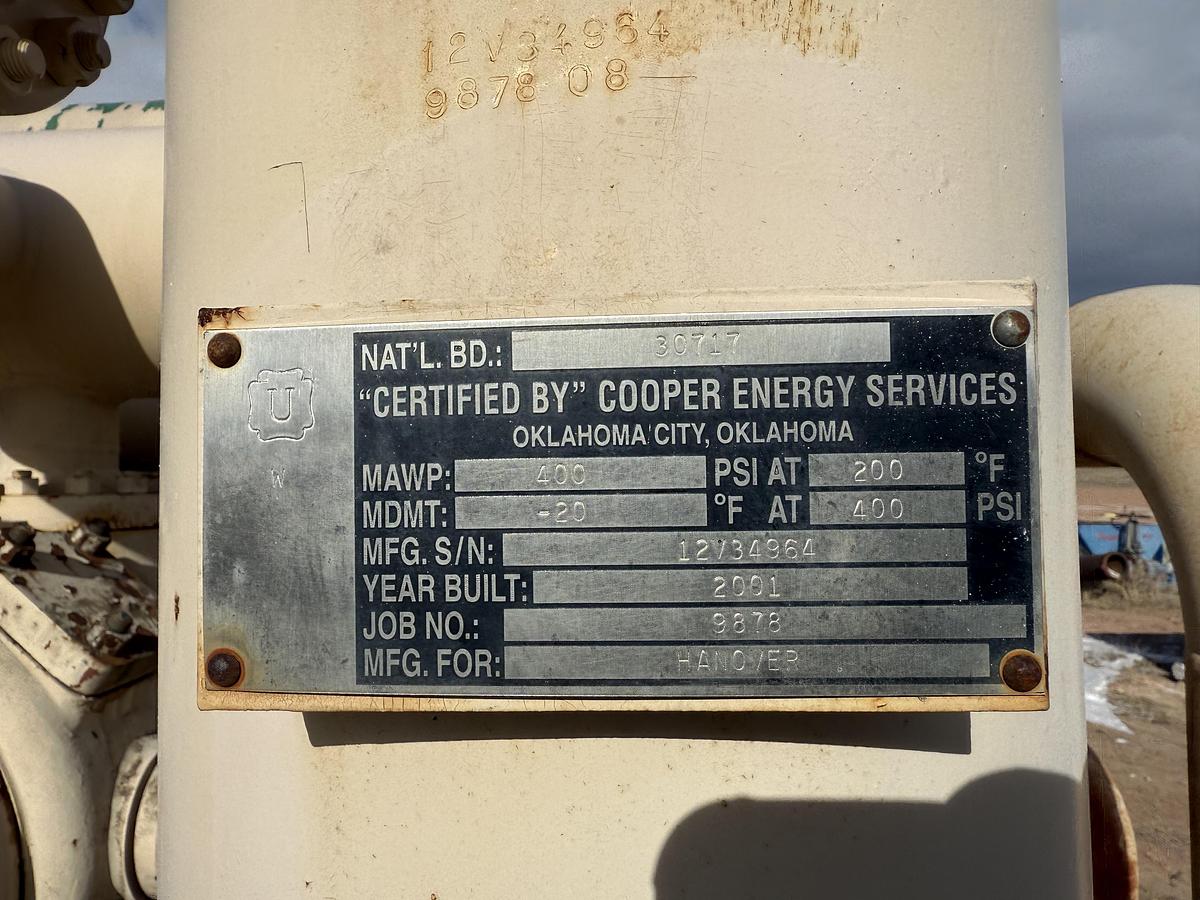 12V34964
9878 08
NAT'L. BD.: 30717
U
"CERTIFIED BY" COOPER ENERGY SERVICES
OKLAHOMA CITY, OKLAHOMA
W
MAWP: 400 PSI AT 200 °F
MDMT: -20 °F AT 400 PSI
MFG. S/N: 12V34964
YEAR BUILT: 2001
JOB NO.: 9878
MFG. FOR: HANOVER